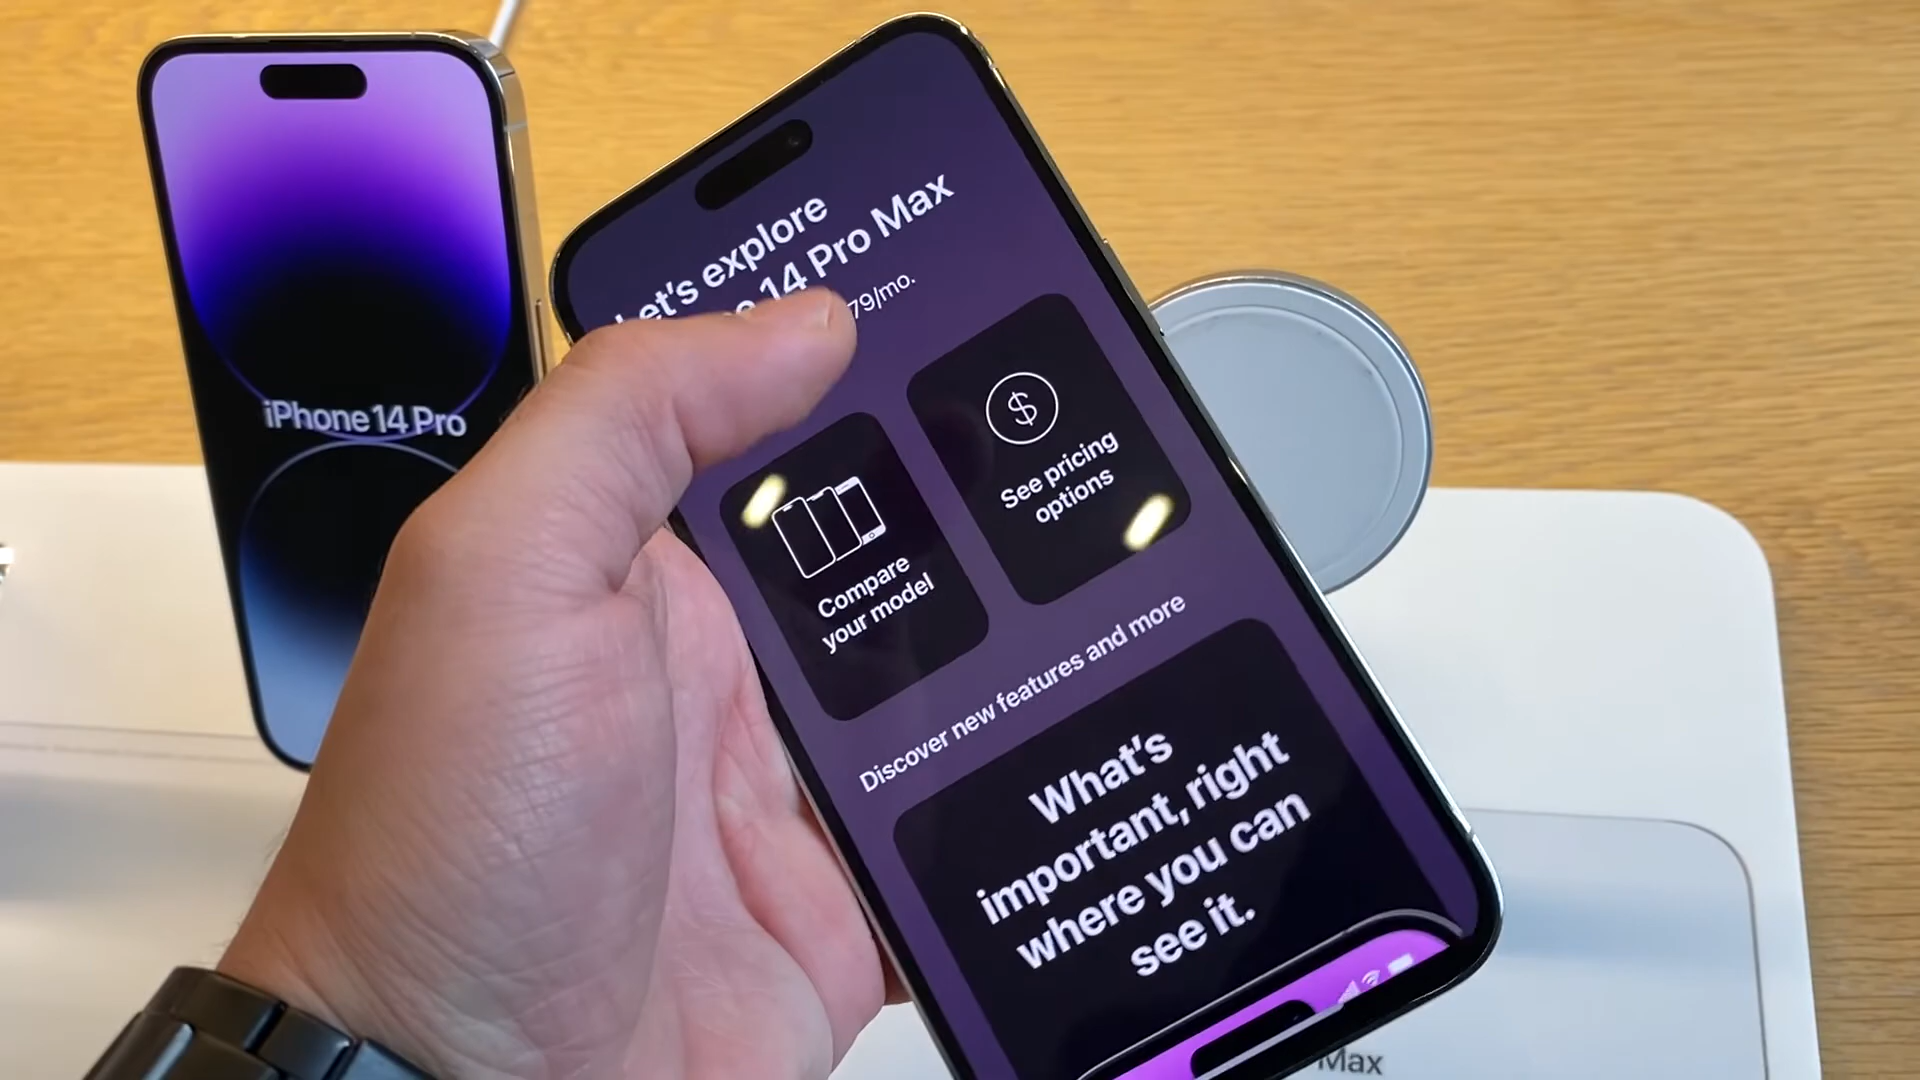 iPhone 14 Pro
Let's explore
14 Pro Max
79/mo.
See pricing
options
Compare
your model
Discover new features and more
What's
important, right
where you can
see it.
Max